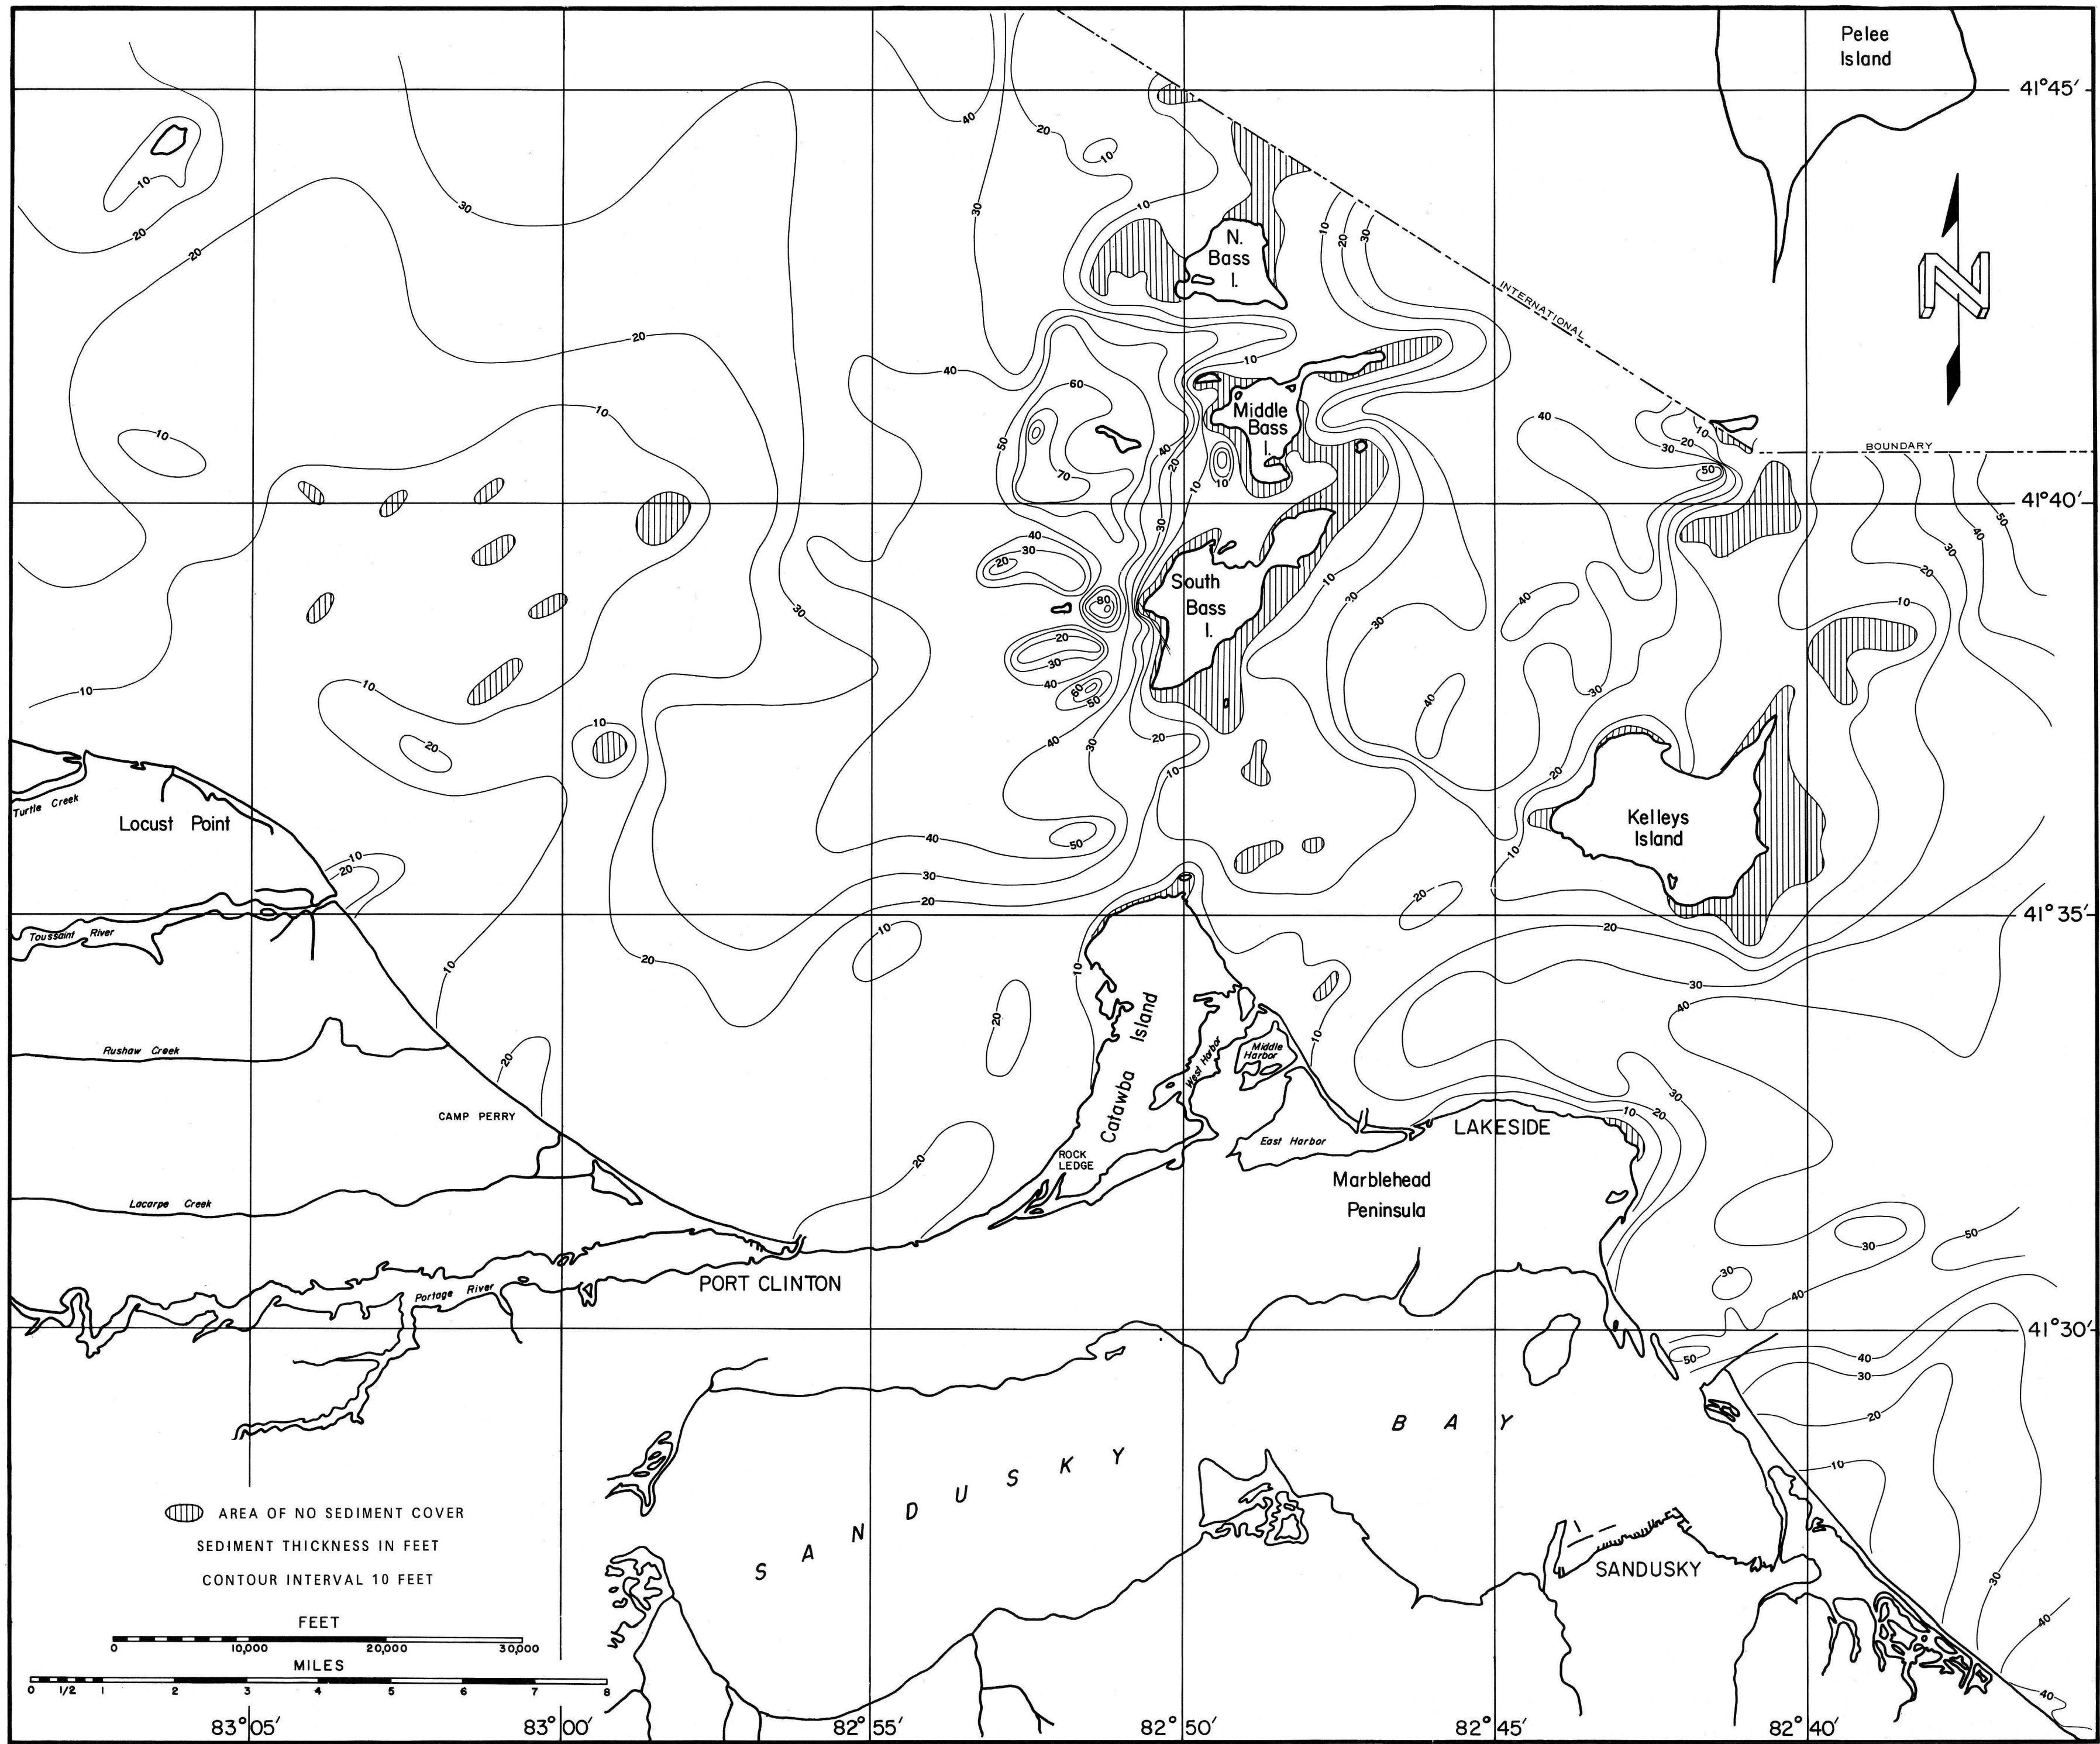 Pelee
Island
41°45′
N
N.
Bass
I.
INTERNATIONAL
BOUNDARY
Middle
Bass
I.
41°40′
South
Bass
I.
Turtle Creek
Locust Point
Kelleys
Island
41°35′
Toussaint River
Rushaw Creek
CAMP PERRY
Catawba Island
West Harbor
Middle
Harbor
East Harbor
ROCK
LEDGE
LAKESIDE
Marblehead
Peninsula
Lacarpe Creek
Portage River
PORT CLINTON
41°30′
SANDUSKY BAY
SANDUSKY
AREA OF NO SEDIMENT COVER
SEDIMENT THICKNESS IN FEET
CONTOUR INTERVAL 10 FEET
FEET
0 10,000 20,000 30,000
MILES
0 1/2 1 2 3 4 5 6 7 8
83°05′ 83°00′ 82°55′ 82°50′ 82°45′ 82°40′